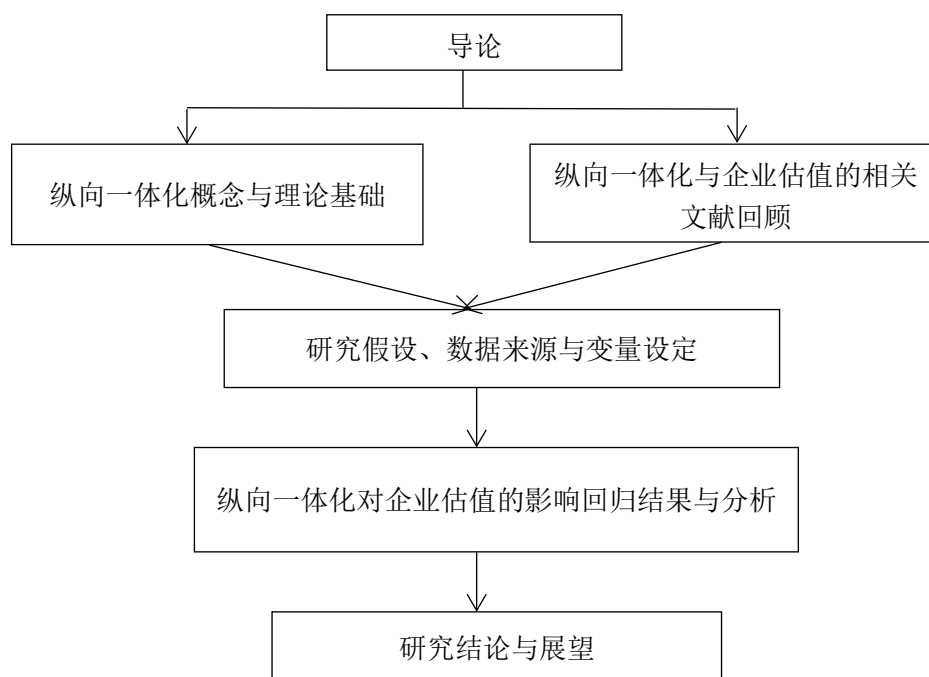 导论
纵向一体化概念与理论基础
纵向一体化与企业估值的相关
文献回顾
研究假设、数据来源与变量设定
纵向一体化对企业估值的影响回归结果与分析
研究结论与展望